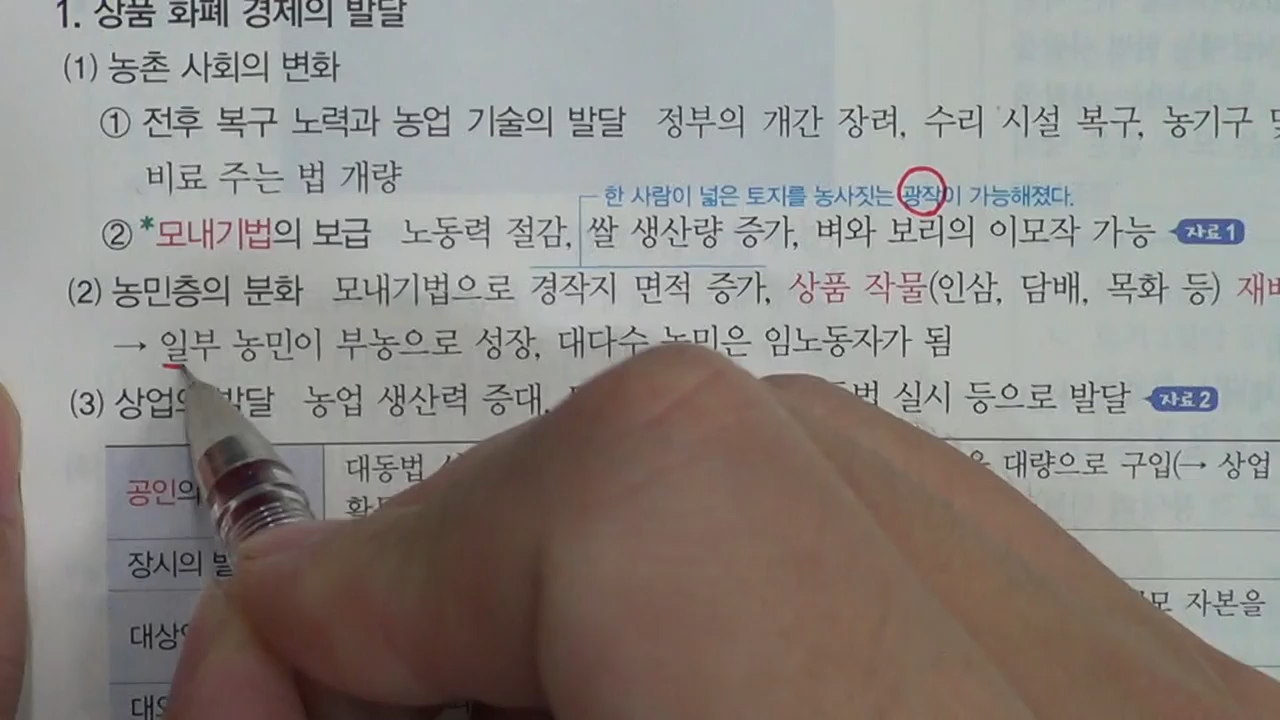 1. 상품 화폐 경제의 발달
(1) 농촌 사회의 변화
① 전후 복구 노력과 농업 기술의 발달 정부의 개간 장려, 수리 시설 복구, 농기구
비료 주는 법 개량
한 사람이 넓은 토지를 농사짓는 광작이 가능해졌다.
② *모내기법의 보급 노동력 절감, 쌀 생산량 증가, 벼와 보리의 이모작 가능 자료 1
(2) 농민층의 분화 모내기법으로 경작지 면적 증가, 상품 작물(인삼, 담배, 목화 등)
→ 일부 농민이 부농으로 성장, 대다수 농민은 임노동자가 됨
(3) 상업의 발달 농업 생산력 증대, 실시 등으로 발달 자료 2
공인의 대동법 대량으로 구입(→ 상업
장시의
자본을